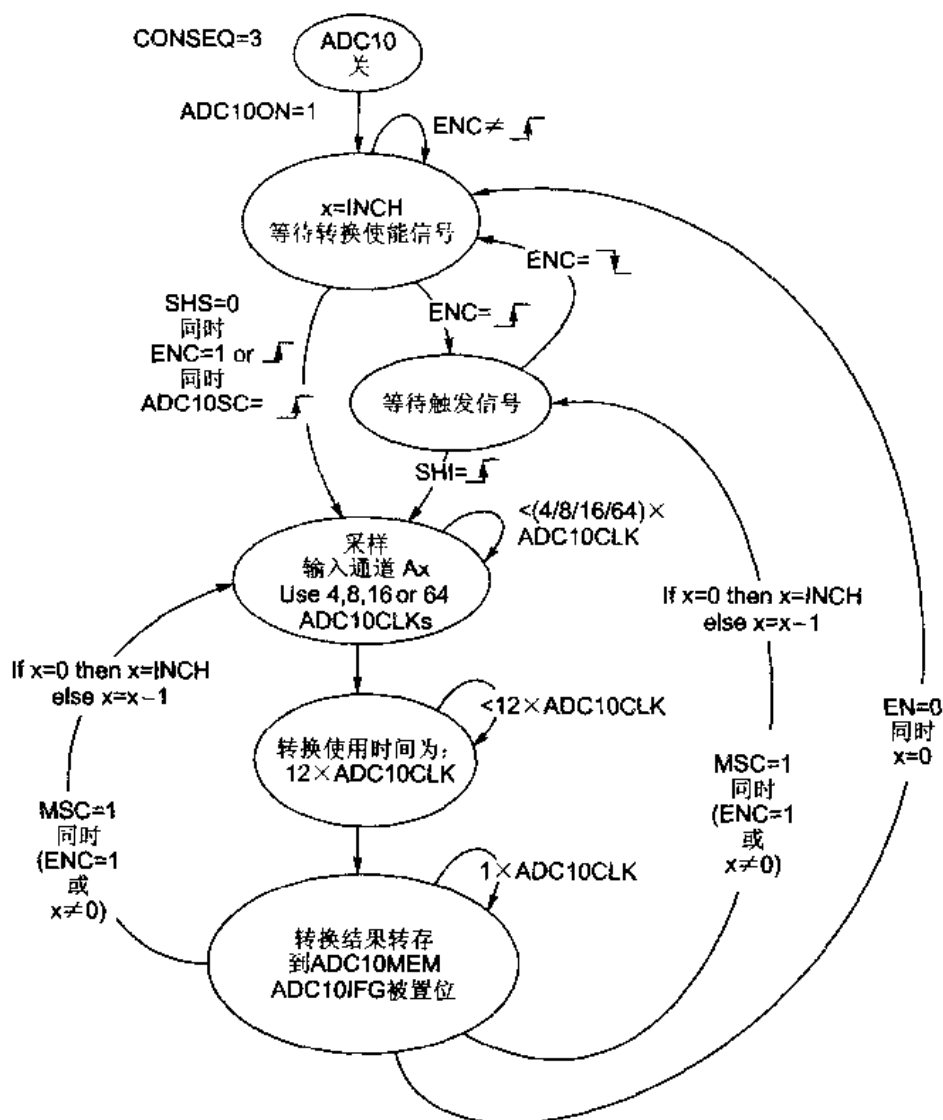 CONSEQ=3
ADC10
关
ADC10ON=1
ENC≠
x=INCH
等待转换使能信号
ENC=
SHS=0
同时
ENC=1 or
同时
ADC10SC=
ENC=
等待触发信号
SHI=
采样
输入通道 Ax
Use 4,8,16 or 64
ADC10CLKs
<(4/8/16/64)×
ADC10CLK
If x=0 then x=INCH
else x=x-1
If x=0 then x=INCH
else x=x-1
<12×ADC10CLK
转换使用时间为:
12×ADC10CLK
EN=0
同时
x=0
MSC=1
同时
(ENC=1
或
x≠0)
MSC=1
同时
(ENC=1
或
x≠0)
1×ADC10CLK
转换结果转存
到ADC10MEM
ADC10IFG被置位